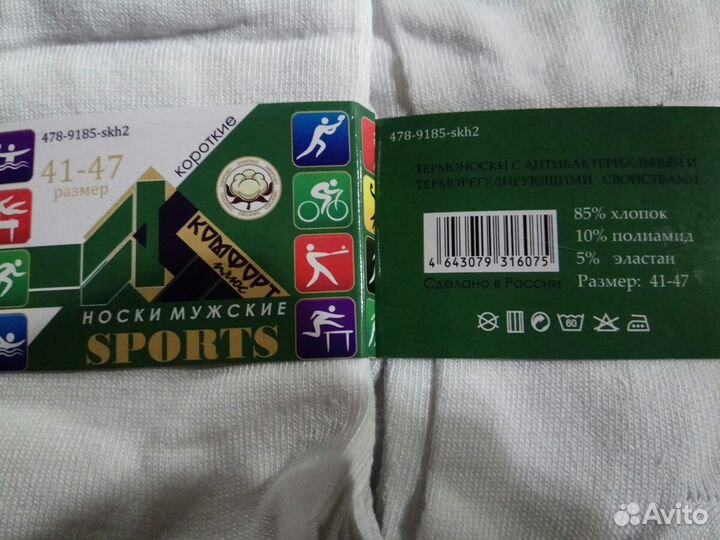 478-9185-skh2
41-47
размер
короткие
КОМФОРТ
плюс
НОСКИ МУЖСКИЕ
SPORTS
478-9185-skh2
ТЕРМОНОСКИ С АНТИБАКТЕРИАЛЬНЫМ И
ТЕРМОРЕГУЛИРУЮЩИМИ СВОЙСТВАМИ
85% хлопок
10% полиамид
5% эластан
Размер: 41-47
4 643079 316075
Сделано в России
60
Avito